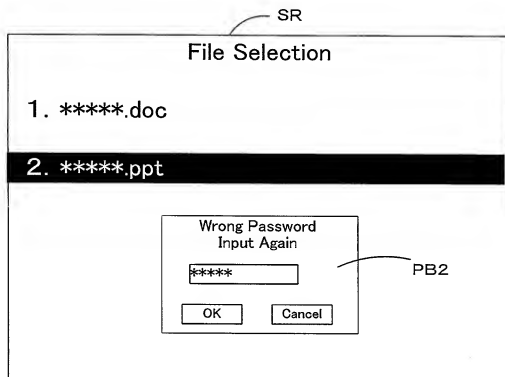 SR
File Selection
1. *****.doc
2. *****.ppt
Wrong Password
Input Again
*****
PB2
OK
Cancel